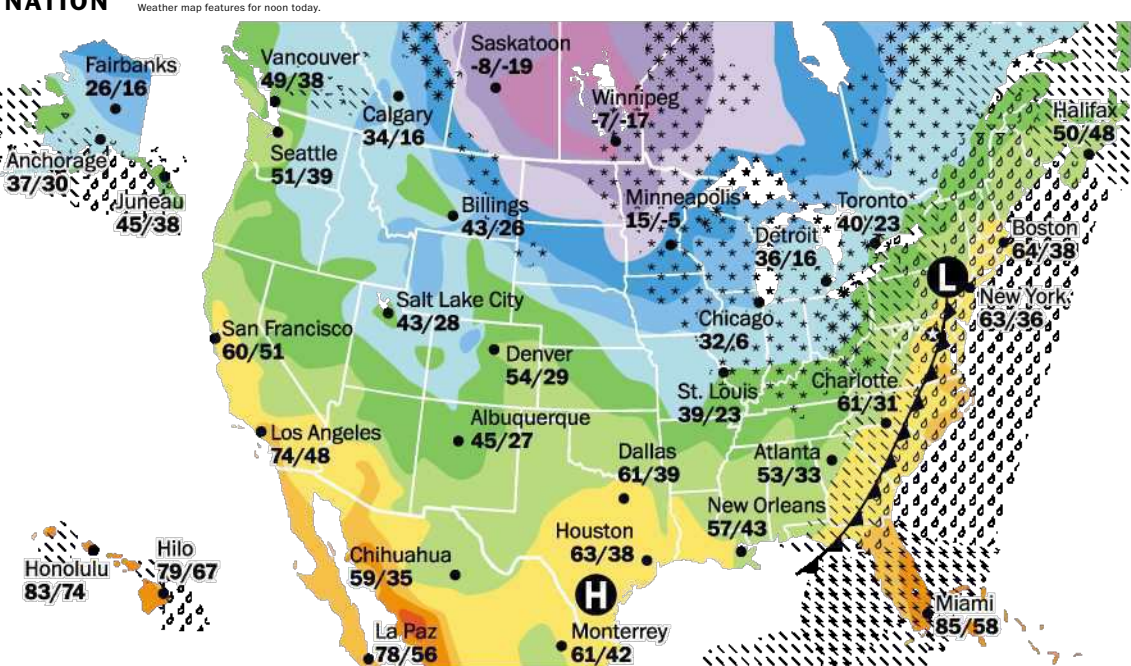 NATION
Weather map features for noon today.
Fairbanks
26/16
Anchorage
37/30
Juneau
45/38
Vancouver
49/38
Seattle
51/39
Calgary
34/16
Saskatoon
-8/-19
Winnipeg
-7/-17
Billings
43/26
Minneapolis
15/-5
Detroit
36/16
Toronto
40/23
Halifax
50/48
Boston
64/38
L
New York
63/36
San Francisco
60/51
Salt Lake City
43/28
Denver
54/29
Chicago
32/6
St. Louis
39/23
Charlotte
61/31
Los Angeles
74/48
Albuquerque
45/27
Dallas
61/39
Atlanta
53/33
New Orleans
57/43
Houston
63/38
H
Honolulu
83/74
Hilo
79/67
Chihuahua
59/35
La Paz
78/56
Monterrey
61/42
Miami
85/58